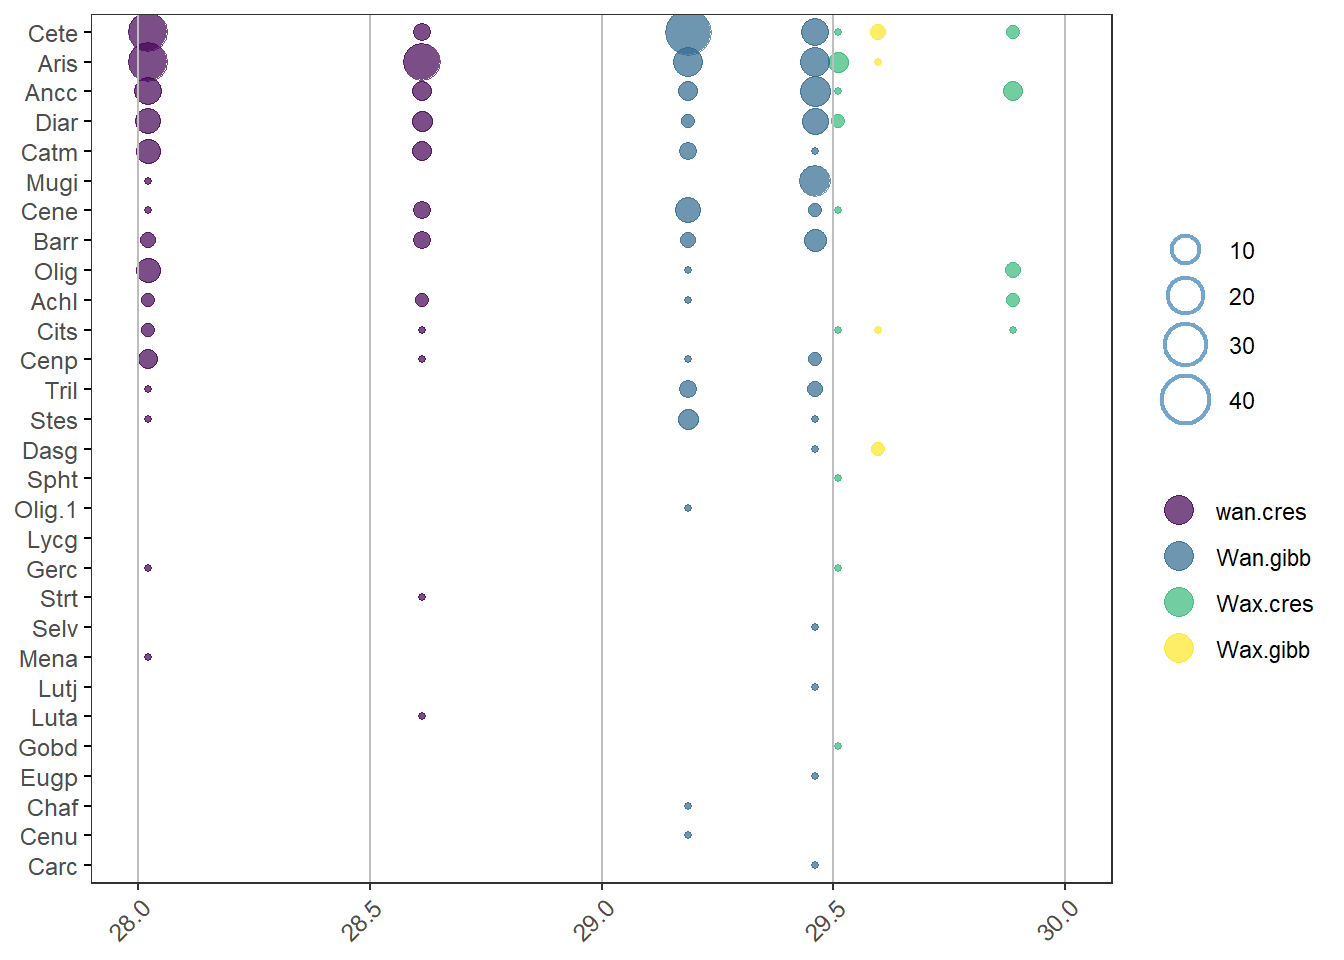 Cete
Aris
Ancc
Diar
Catm
Mugi
Cene
Barr
Olig
Achl
Cits
Cenp
Tril
Stes
Dasg
Spht
Olig.1
Lycg
Gerc
Strt
Selv
Mena
Lutj
Luta
Gobd
Eugp
Chaf
Cenu
Carc
28.0
28.5
29.0
29.5
30.0
10
20
30
40
wan.cres
Wan.gibb
Wax.cres
Wax.gibb